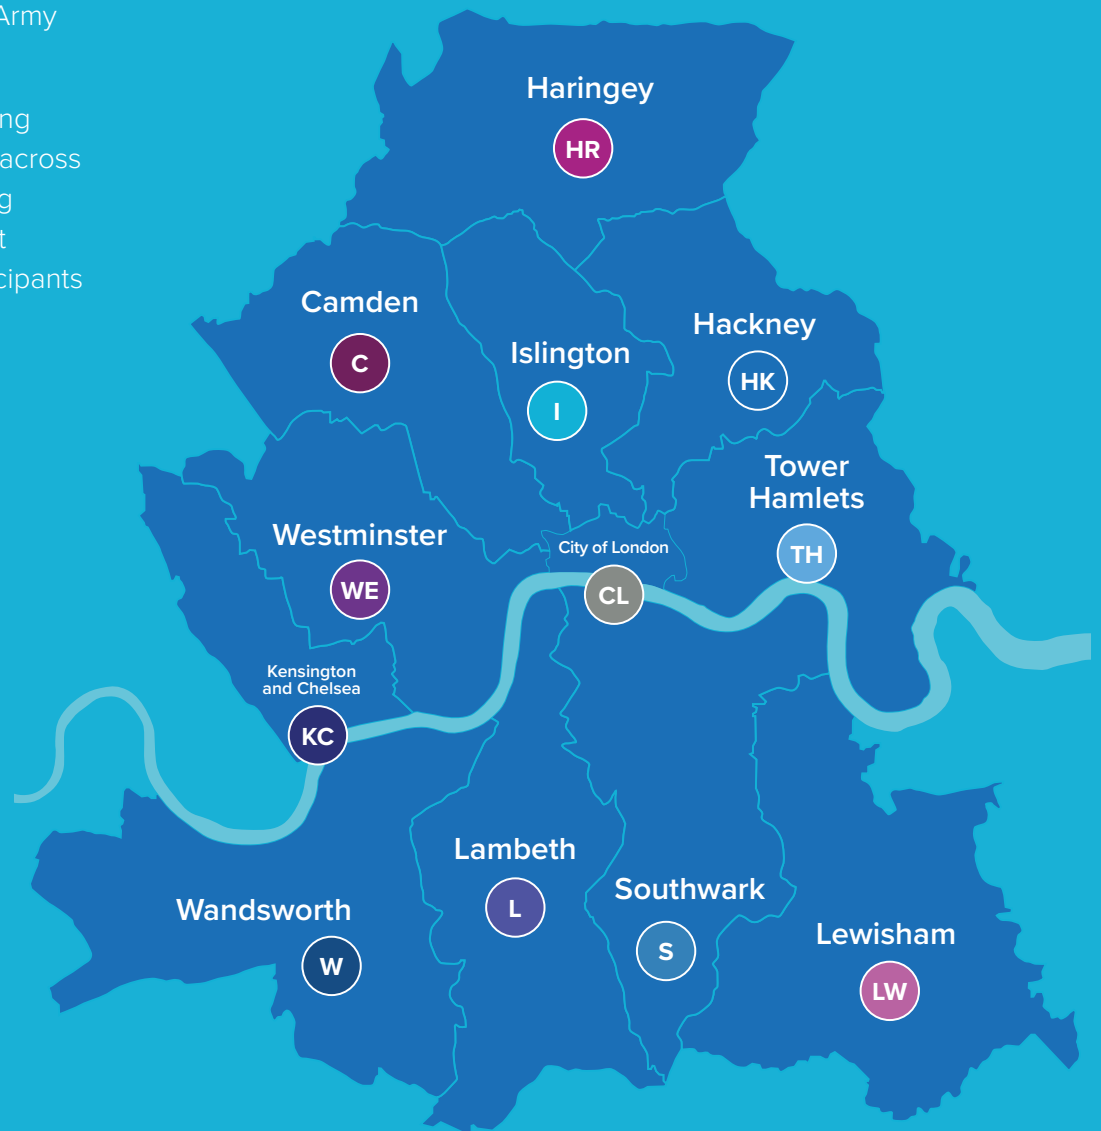 Army
ng
across
g
t
cipants
Haringey
HR
Camden
C
Islington
I
Hackney
HK
Tower
Hamlets
TH
Westminster
WE
City of London
CL
Kensington
and Chelsea
KC
Lambeth
L
Southwark
S
Wandsworth
W
Lewisham
LW